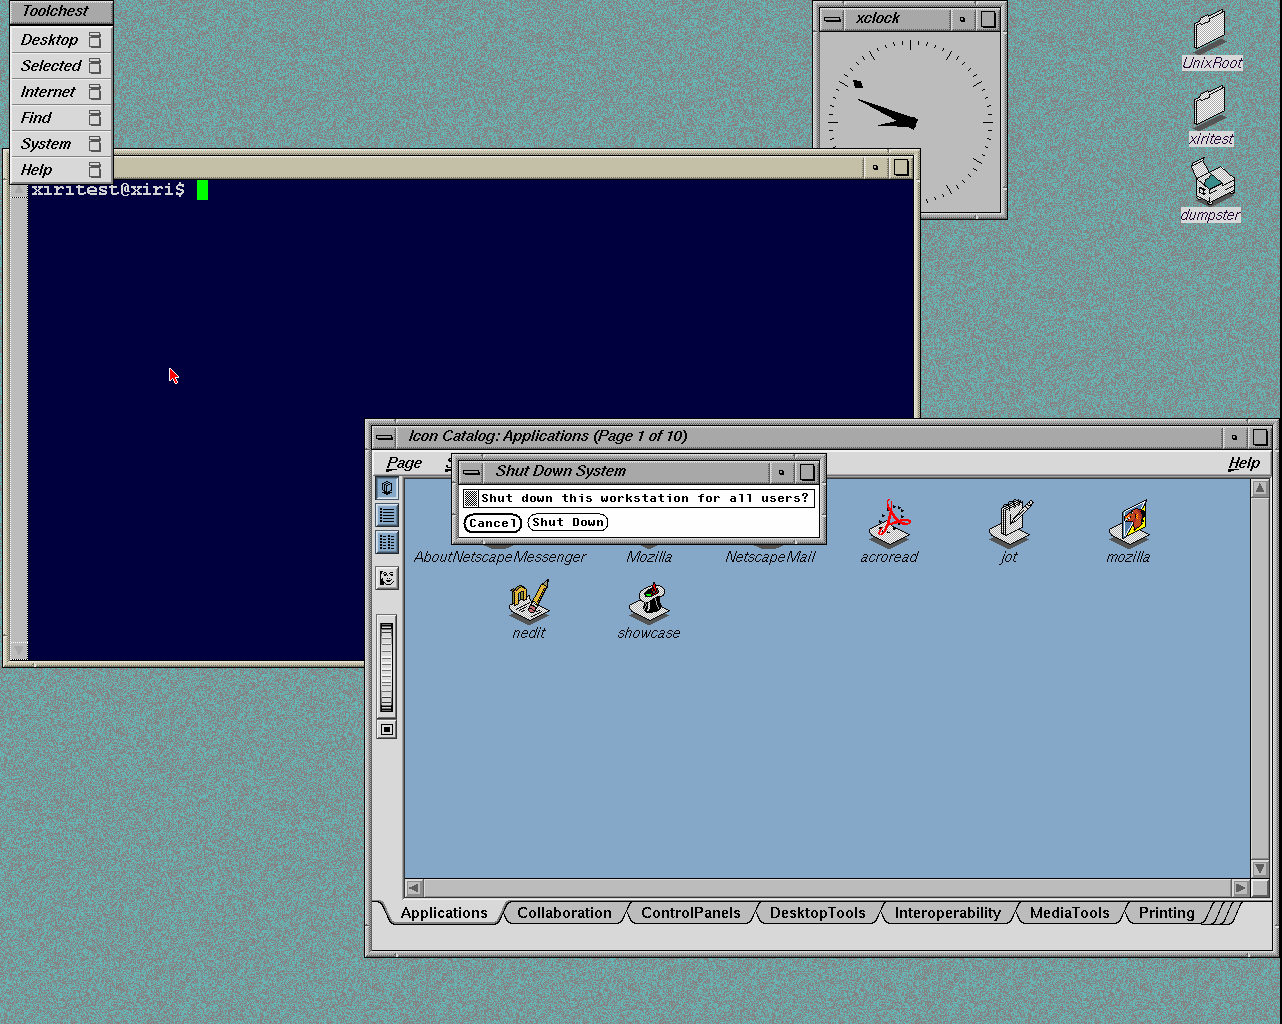 Toolchest
Desktop
Selected
Internet
Find
System
Help
xclock
UnixRoot
xiritest
dumpster
xiritest@xiri$
Icon Catalog: Applications (Page 1 of 10)
Page
Help
Shut Down System
Shut down this workstation for all users?
Cancel
Shut Down
AboutNetscapeMessenger
Mozilla
NetscapeMail
acroread
jot
mozilla
nedit
showcase
Applications
Collaboration
ControlPanels
DesktopTools
Interoperability
MediaTools
Printing